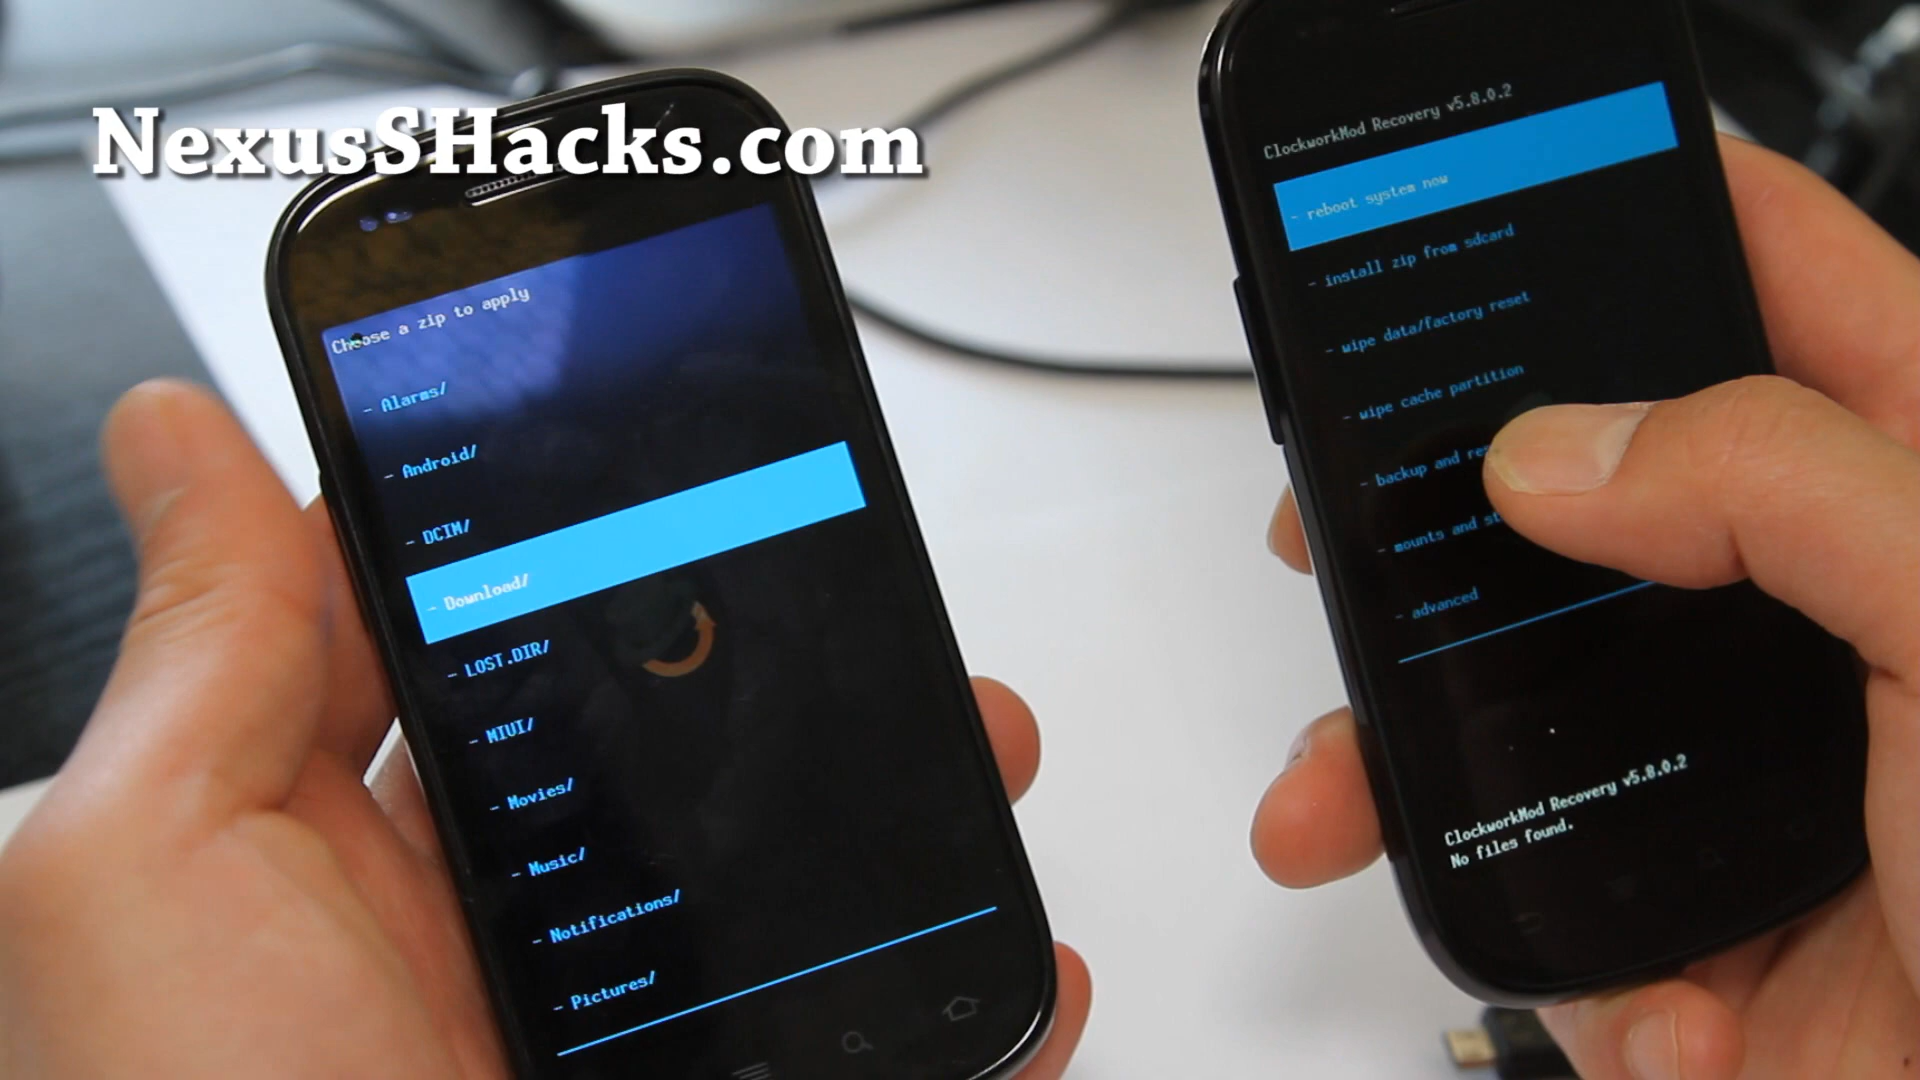 NexusSHacks.com
Choose a zip to apply
- Alarms/
- Android/
- DCIM/
- Download/
- LOST.DIR/
- MIUI/
- Movies/
- Music/
- Notifications/
- Pictures/
ClockworkMod Recovery v5.8.0.2
- reboot system now
- install zip from sdcard
- wipe data/factory reset
- wipe cache partition
- backup and
- mounts and
- advanced
ClockworkMod Recovery v5.8.0.2
No files found.